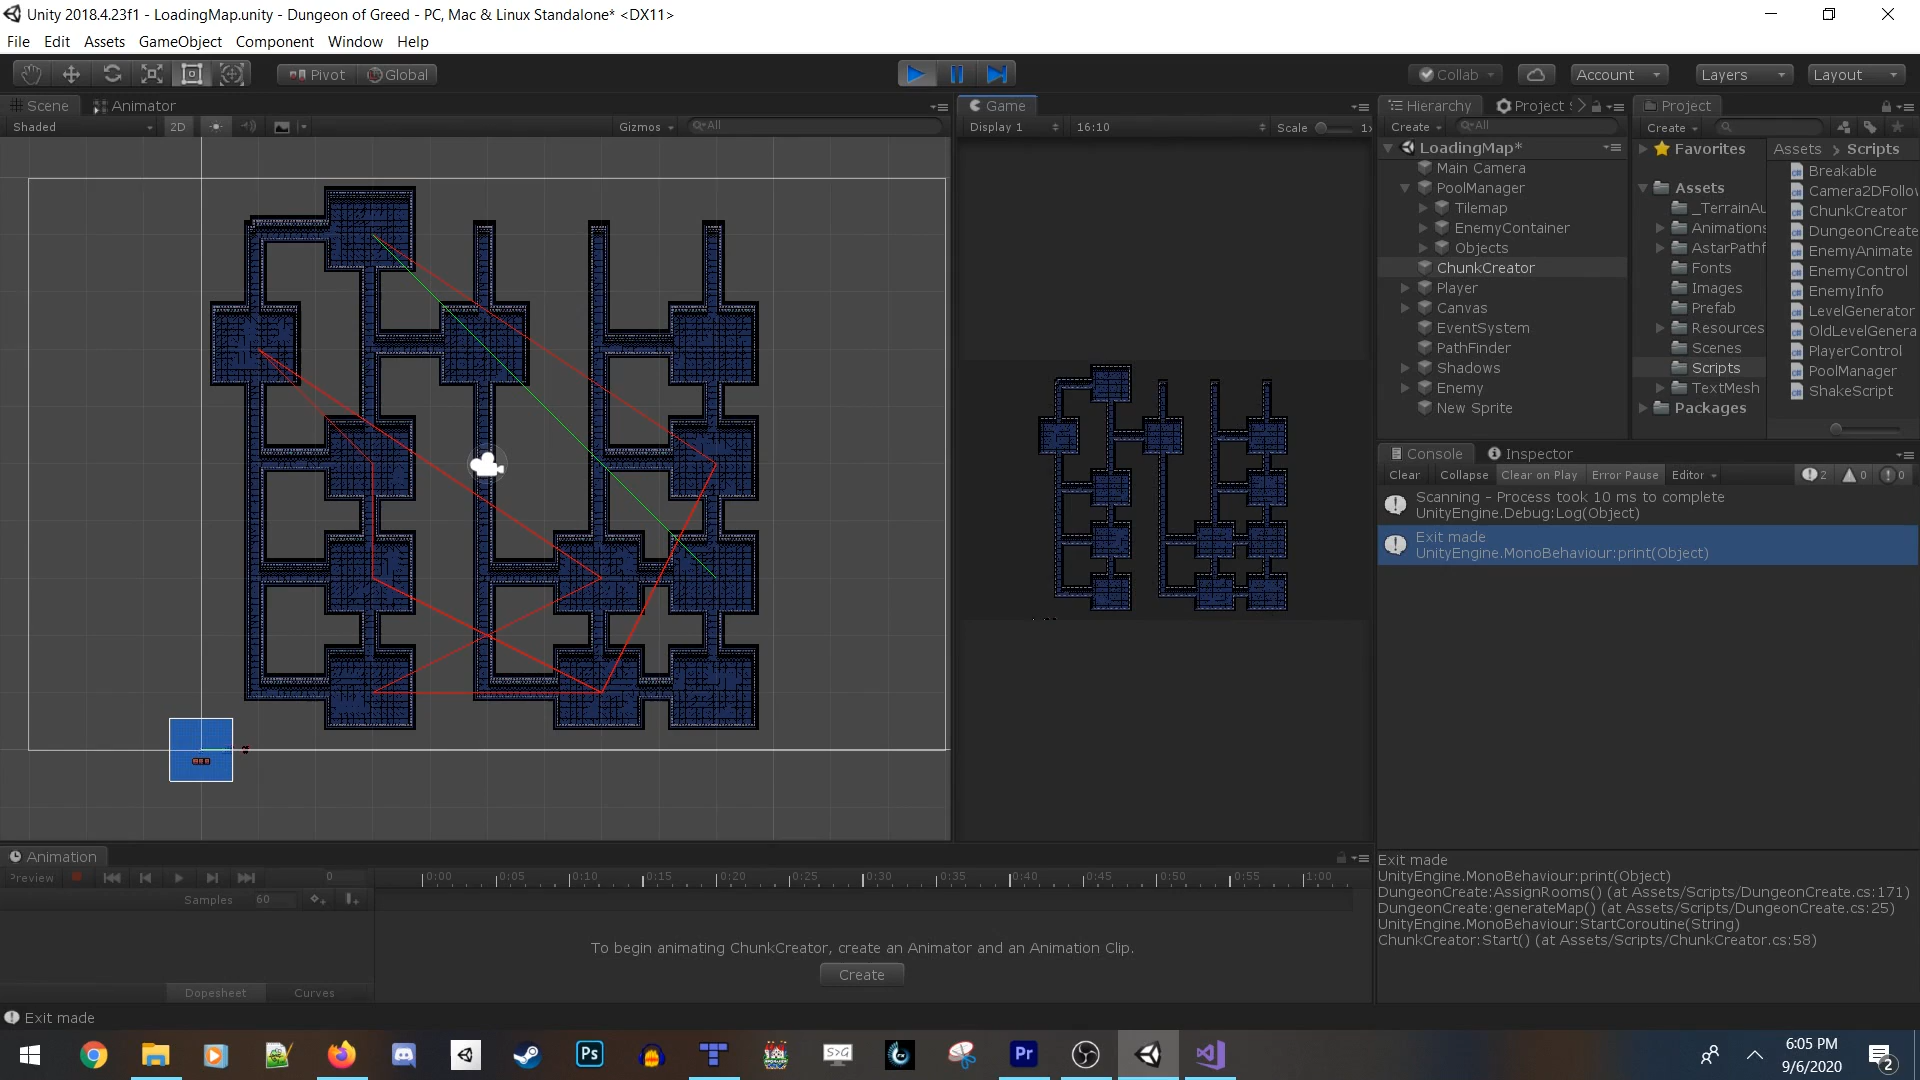 Unity 2018.4.23f1 - LoadingMap.unity - Dungeon of Greed - PC, Mac & Linux Standalone* <DX11>
File Edit Assets GameObject Component Window Help
Pivot Global
Collab Account Layers Layout
Scene Animator
Shaded 2D Gizmos All
Game
Display 1 16:10 Scale 1x
Hierarchy Project S
Create All
LoadingMap*
Main Camera
PoolManager
Tilemap
EnemyContainer
Objects
ChunkCreator
Player
Canvas
EventSystem
PathFinder
Shadows
Enemy
New Sprite
Project
Create
Favorites
Assets
_TerrainAu
Animations
AstarPathf
Fonts
Images
Prefab
Resources
Scenes
Scripts
TextMesh
Packages
Assets > Scripts
Breakable
Camera2DFollow
ChunkCreator
DungeonCreate
EnemyAnimate
EnemyControl
EnemyInfo
LevelGenerator
OldLevelGenera
PlayerControl
PoolManager
ShakeScript
Console Inspector
Clear Collapse Clear on Play Error Pause Editor 2 0 0
Scanning - Process took 10 ms to complete
UnityEngine.Debug:Log(Object)
Exit made
UnityEngine.MonoBehaviour:print(Object)
Exit made
UnityEngine.MonoBehaviour:print(Object)
DungeonCreate:AssignRooms() (at Assets/Scripts/DungeonCreate.cs:171)
DungeonCreate:generateMap() (at Assets/Scripts/DungeonCreate.cs:25)
UnityEngine.MonoBehaviour:StartCoroutine(String)
ChunkCreator:Start() (at Assets/Scripts/ChunkCreator.cs:58)
Animation
Preview 0 0:00 0:05 0:10 0:15 0:20 0:25 0:30 0:35 0:40 0:45 0:50 0:55 1:00
Samples 60
To begin animating ChunkCreator, create an Animator and an Animation Clip.
Create
Dopesheet Curves
Exit made
Ps
S>G
Pr
6:05 PM
9/6/2020
2